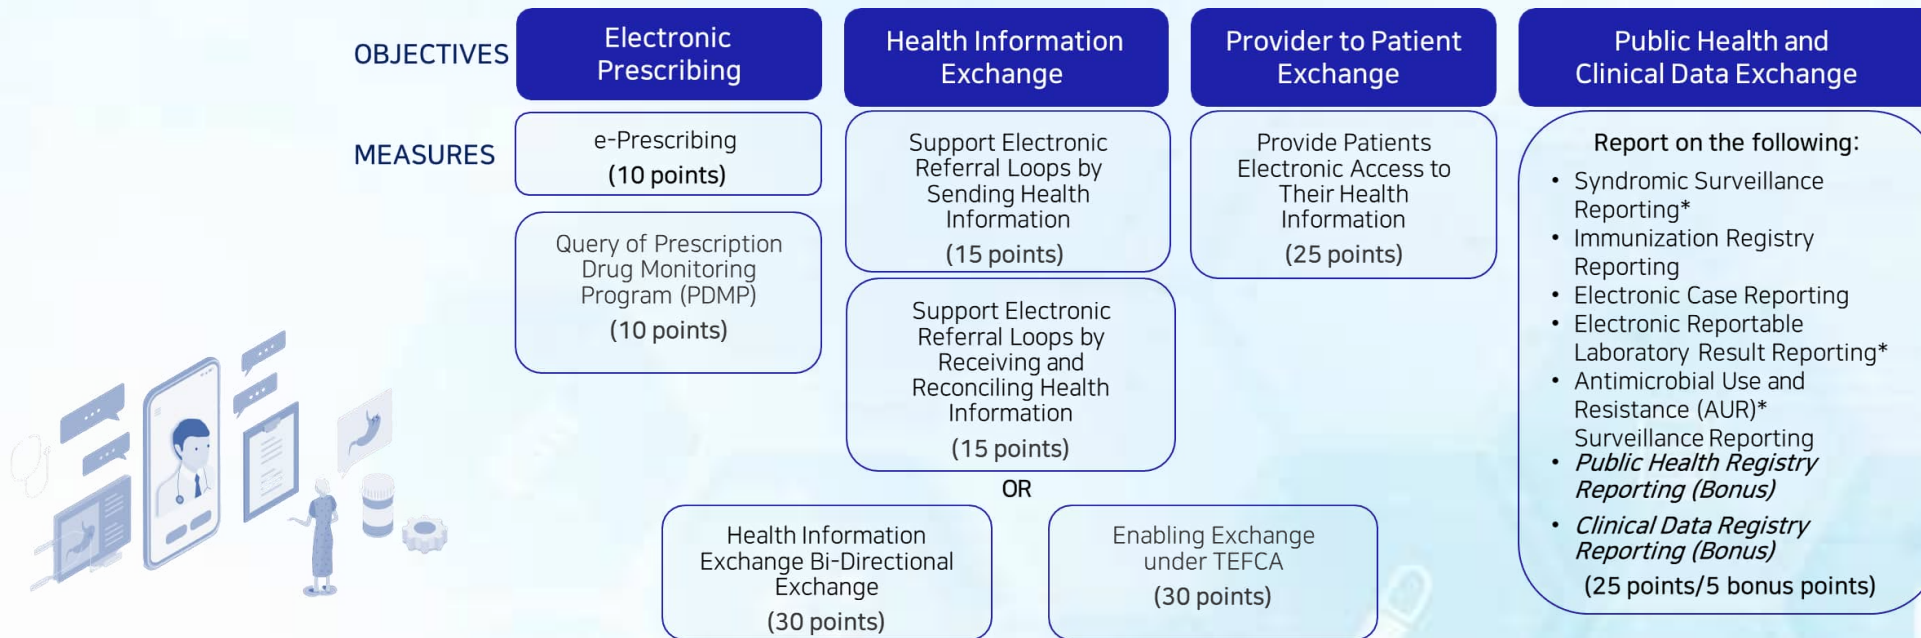 OBJECTIVES
Electronic
Prescribing
Health Information
Exchange
Provider to Patient
Exchange
Public Health and
Clinical Data Exchange
MEASURES
e-Prescribing
(10 points)
Query of Prescription
Drug Monitoring
Program (PDMP)
(10 points)
Support Electronic
Referral Loops by
Sending Health
Information
(15 points)
Support Electronic
Referral Loops by
Receiving and
Reconciling Health
Information
(15 points)
OR
Health Information
Exchange Bi-Directional
Exchange
(30 points)
Enabling Exchange
under TEFCA
(30 points)
Provide Patients
Electronic Access to
Their Health
Information
(25 points)
Report on the following:
• Syndromic Surveillance
Reporting*
• Immunization Registry
Reporting
• Electronic Case Reporting
• Electronic Reportable
Laboratory Result Reporting*
• Antimicrobial Use and
Resistance (AUR)*
Surveillance Reporting
• Public Health Registry
Reporting (Bonus)
• Clinical Data Registry
Reporting (Bonus)
(25 points/5 bonus points)